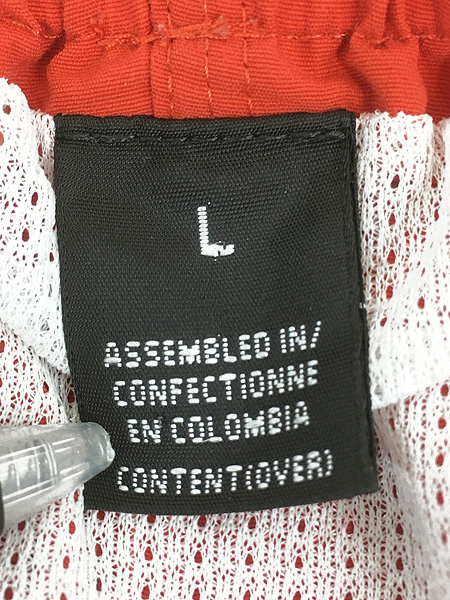 L
ASSEMBLED IN/
CONFECTIONNE
EN COLOMBIA
CONTENT(OVER)